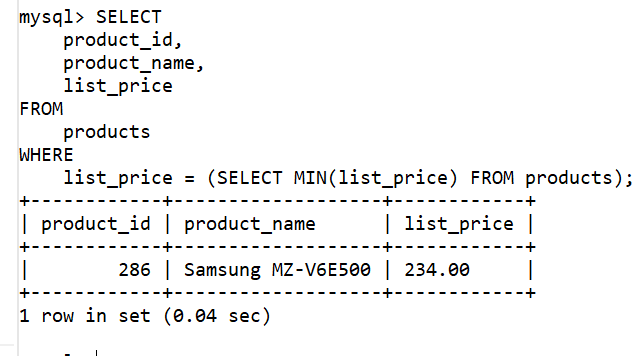 mysql> SELECT
    product_id,
    product_name,
    list_price
FROM
    products
WHERE
    list_price = (SELECT MIN(list_price) FROM products);
+------------+-------------------+------------+
| product_id | product_name      | list_price |
+------------+-------------------+------------+
|        286 | Samsung MZ-V6E500 | 234.00     |
+------------+-------------------+------------+
1 row in set (0.04 sec)